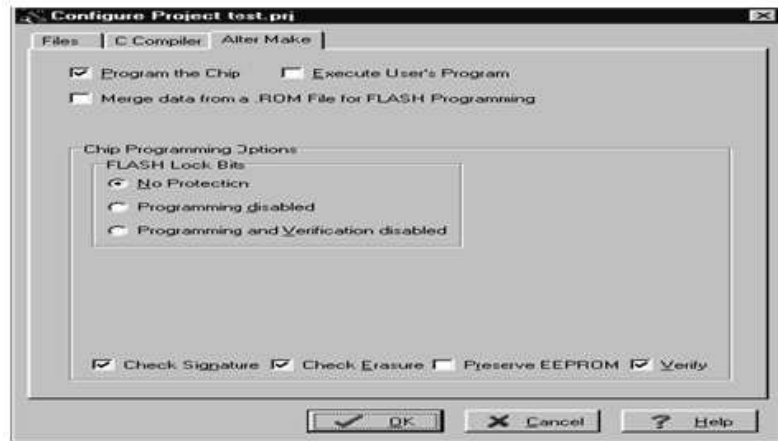 Configure Project test.prj
Files C Compiler After Make
Program the Chip Execute User's Program
Merge data from a .ROM File for FLASH Programming
Chip Programming Options
FLASH Lock Bits
No Protection
Programming disabled
Programming and Verification disabled
Check Signature Check Erasure Preserve EEPROM Verify
OK Cancel Help